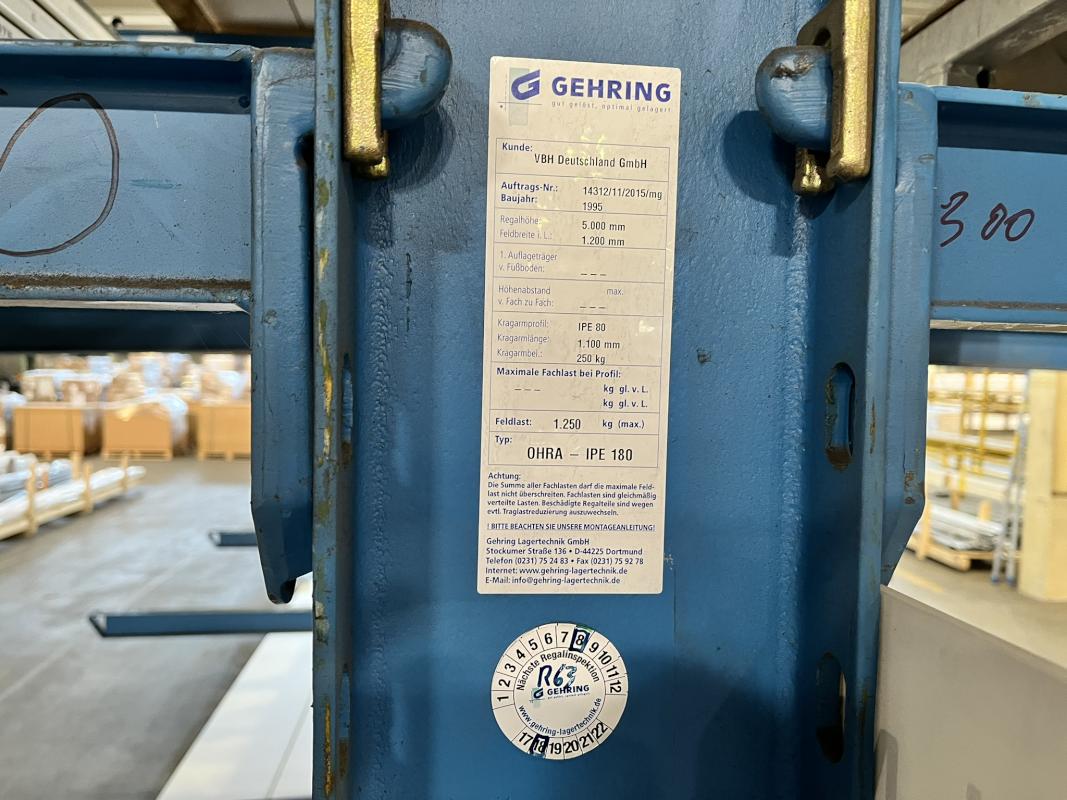 GEHRING
gut gelöst, optimal gelagert
Kunde:
VBH Deutschland GmbH
Auftrags-Nr.: 14312/11/2015/mg
Baujahr: 1995
Regalhöhe: 5.000 mm
Feldbreite i. L.: 1.200 mm
1. Auflageträger
v. Fußboden: _ _ _
Höhenabstand max.
v. Fach zu Fach: _ _ _
Kragarmprofil: IPE 80
Kragarmlänge: 1.100 mm
Kragarmbel.: 250 kg
Maximale Fachlast bei Profil:
_ _ _ kg gl. v. L.
kg gl. v. L.
Feldlast: 1.250 kg (max.)
Typ:
OHRA – IPE 180
Achtung:
Die Summe aller Fachlasten darf die maximale Feld-
last nicht überschreiten. Fachlasten sind gleichmäßig
verteilte Lasten. Beschädigte Regalteile sind wegen
evtl. Traglastreduzierung auszuwechseln.
! BITTE BEACHTEN SIE UNSERE MONTAGEANLEITUNG!
Gehring Lagertechnik GmbH
Stockumer Straße 136 • D-44225 Dortmund
Telefon (0231) 75 24 83 • Fax (0231) 75 92 78
Internet: www.gehring-lagertechnik.de
E-Mail: info@gehring-lagertechnik.de
300
1 2 3 4 5 6 7 8 9 10 11 12
Nächste Regalinspektion
R63
GEHRING
gut gelöst, optimal gelagert
www.gehring-lagertechnik.de
17 18 19 20 21 22